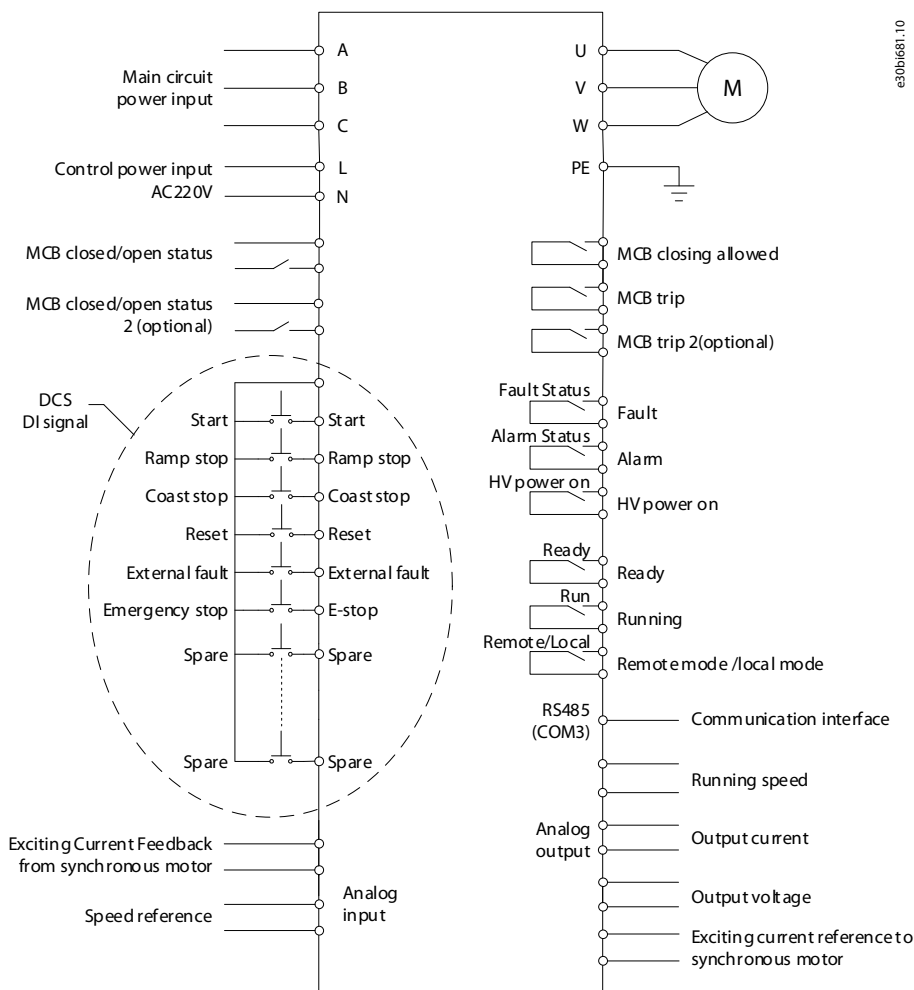 e30bi681.10
A
U
Main circuit
power input
B
V
M
C
W
Control power input
AC220V
L
PE
N
MCB closed/open status
MCB closing allowed
MCB closed/open status
2 (optional)
MCB trip
MCB trip 2(optional)
DCS
DI signal
Start
Start
Ramp stop
Ramp stop
Coast stop
Coast stop
Reset
Reset
External fault
External fault
Emergency stop
E-stop
Spare
Spare
Spare
Spare
Fault Status
Fault
Alarm Status
Alarm
HV power on
HV power on
Ready
Ready
Run
Running
Remote/Local
Remote mode /local mode
RS485
(COM3)
Communication interface
Running speed
Analog
output
Output current
Output voltage
Exciting current reference to
synchronous motor
Exciting Current Feedback
from synchronous motor
Speed reference
Analog
input